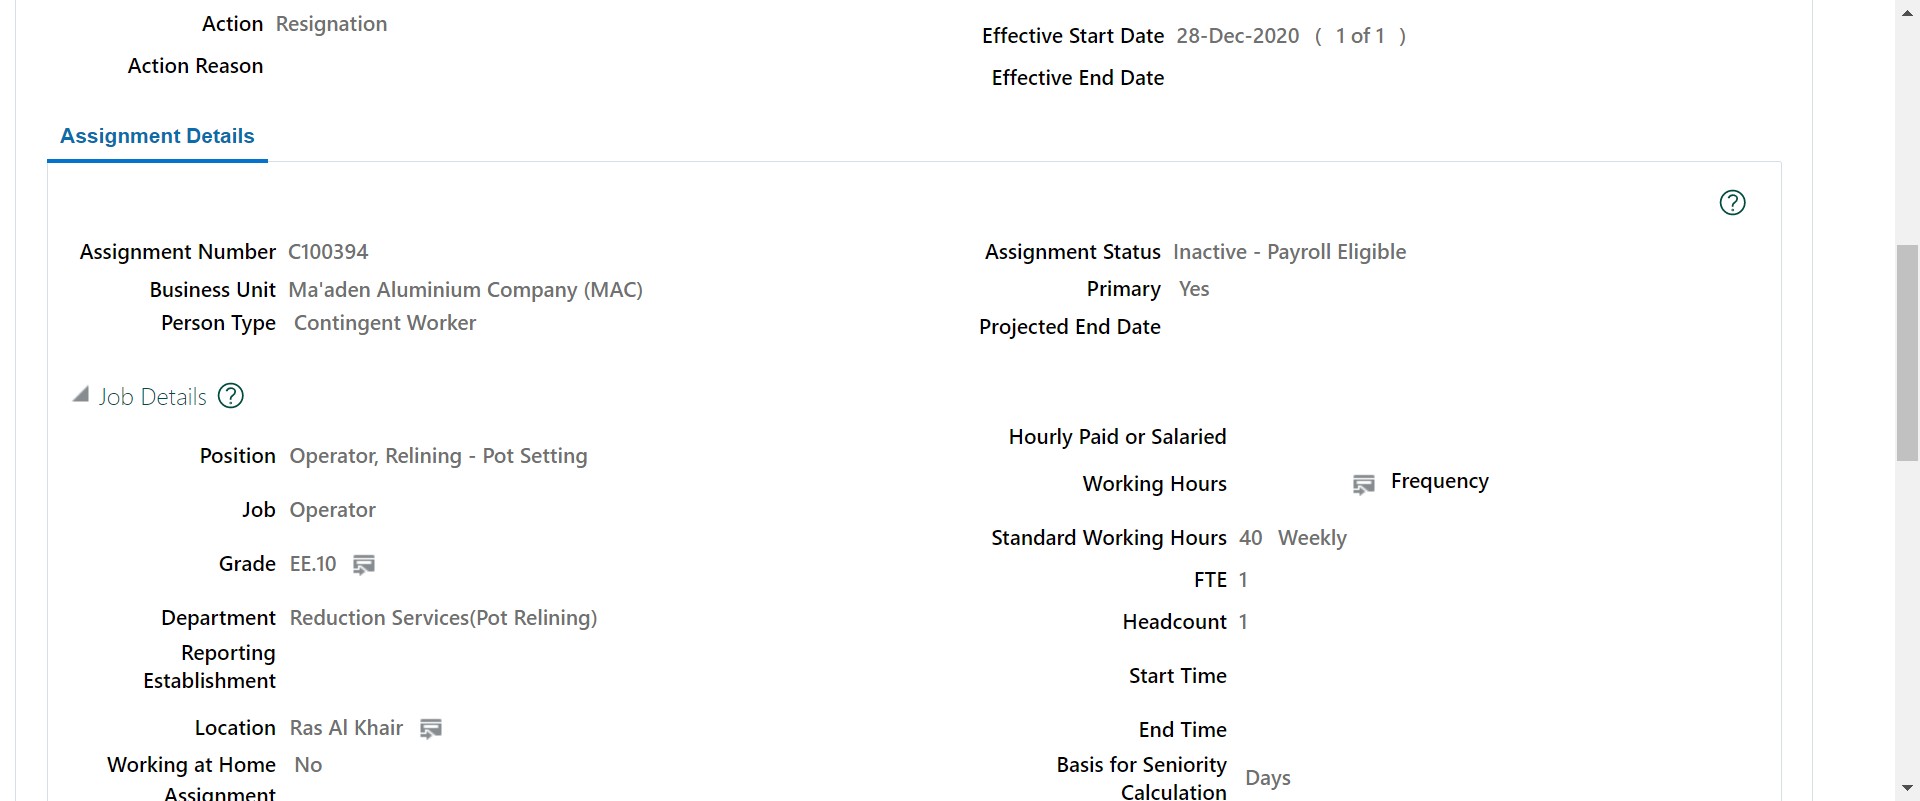 Action Resignation
Effective Start Date 28-Dec-2020 ( 1 of 1 )
Action Reason
Effective End Date
Assignment Details
?
Assignment Number C100394
Assignment Status Inactive - Payroll Eligible
Business Unit Ma'aden Aluminium Company (MAC)
Primary Yes
Person Type Contingent Worker
Projected End Date
Job Details ?
Hourly Paid or Salaried
Position Operator, Relining - Pot Setting
Working Hours Frequency
Job Operator
Standard Working Hours 40 Weekly
Grade EE.10
FTE 1
Department Reduction Services(Pot Relining)
Headcount 1
Reporting
Establishment
Start Time
Location Ras Al Khair
End Time
Working at Home No
Assignment
Basis for Seniority
Calculation Days